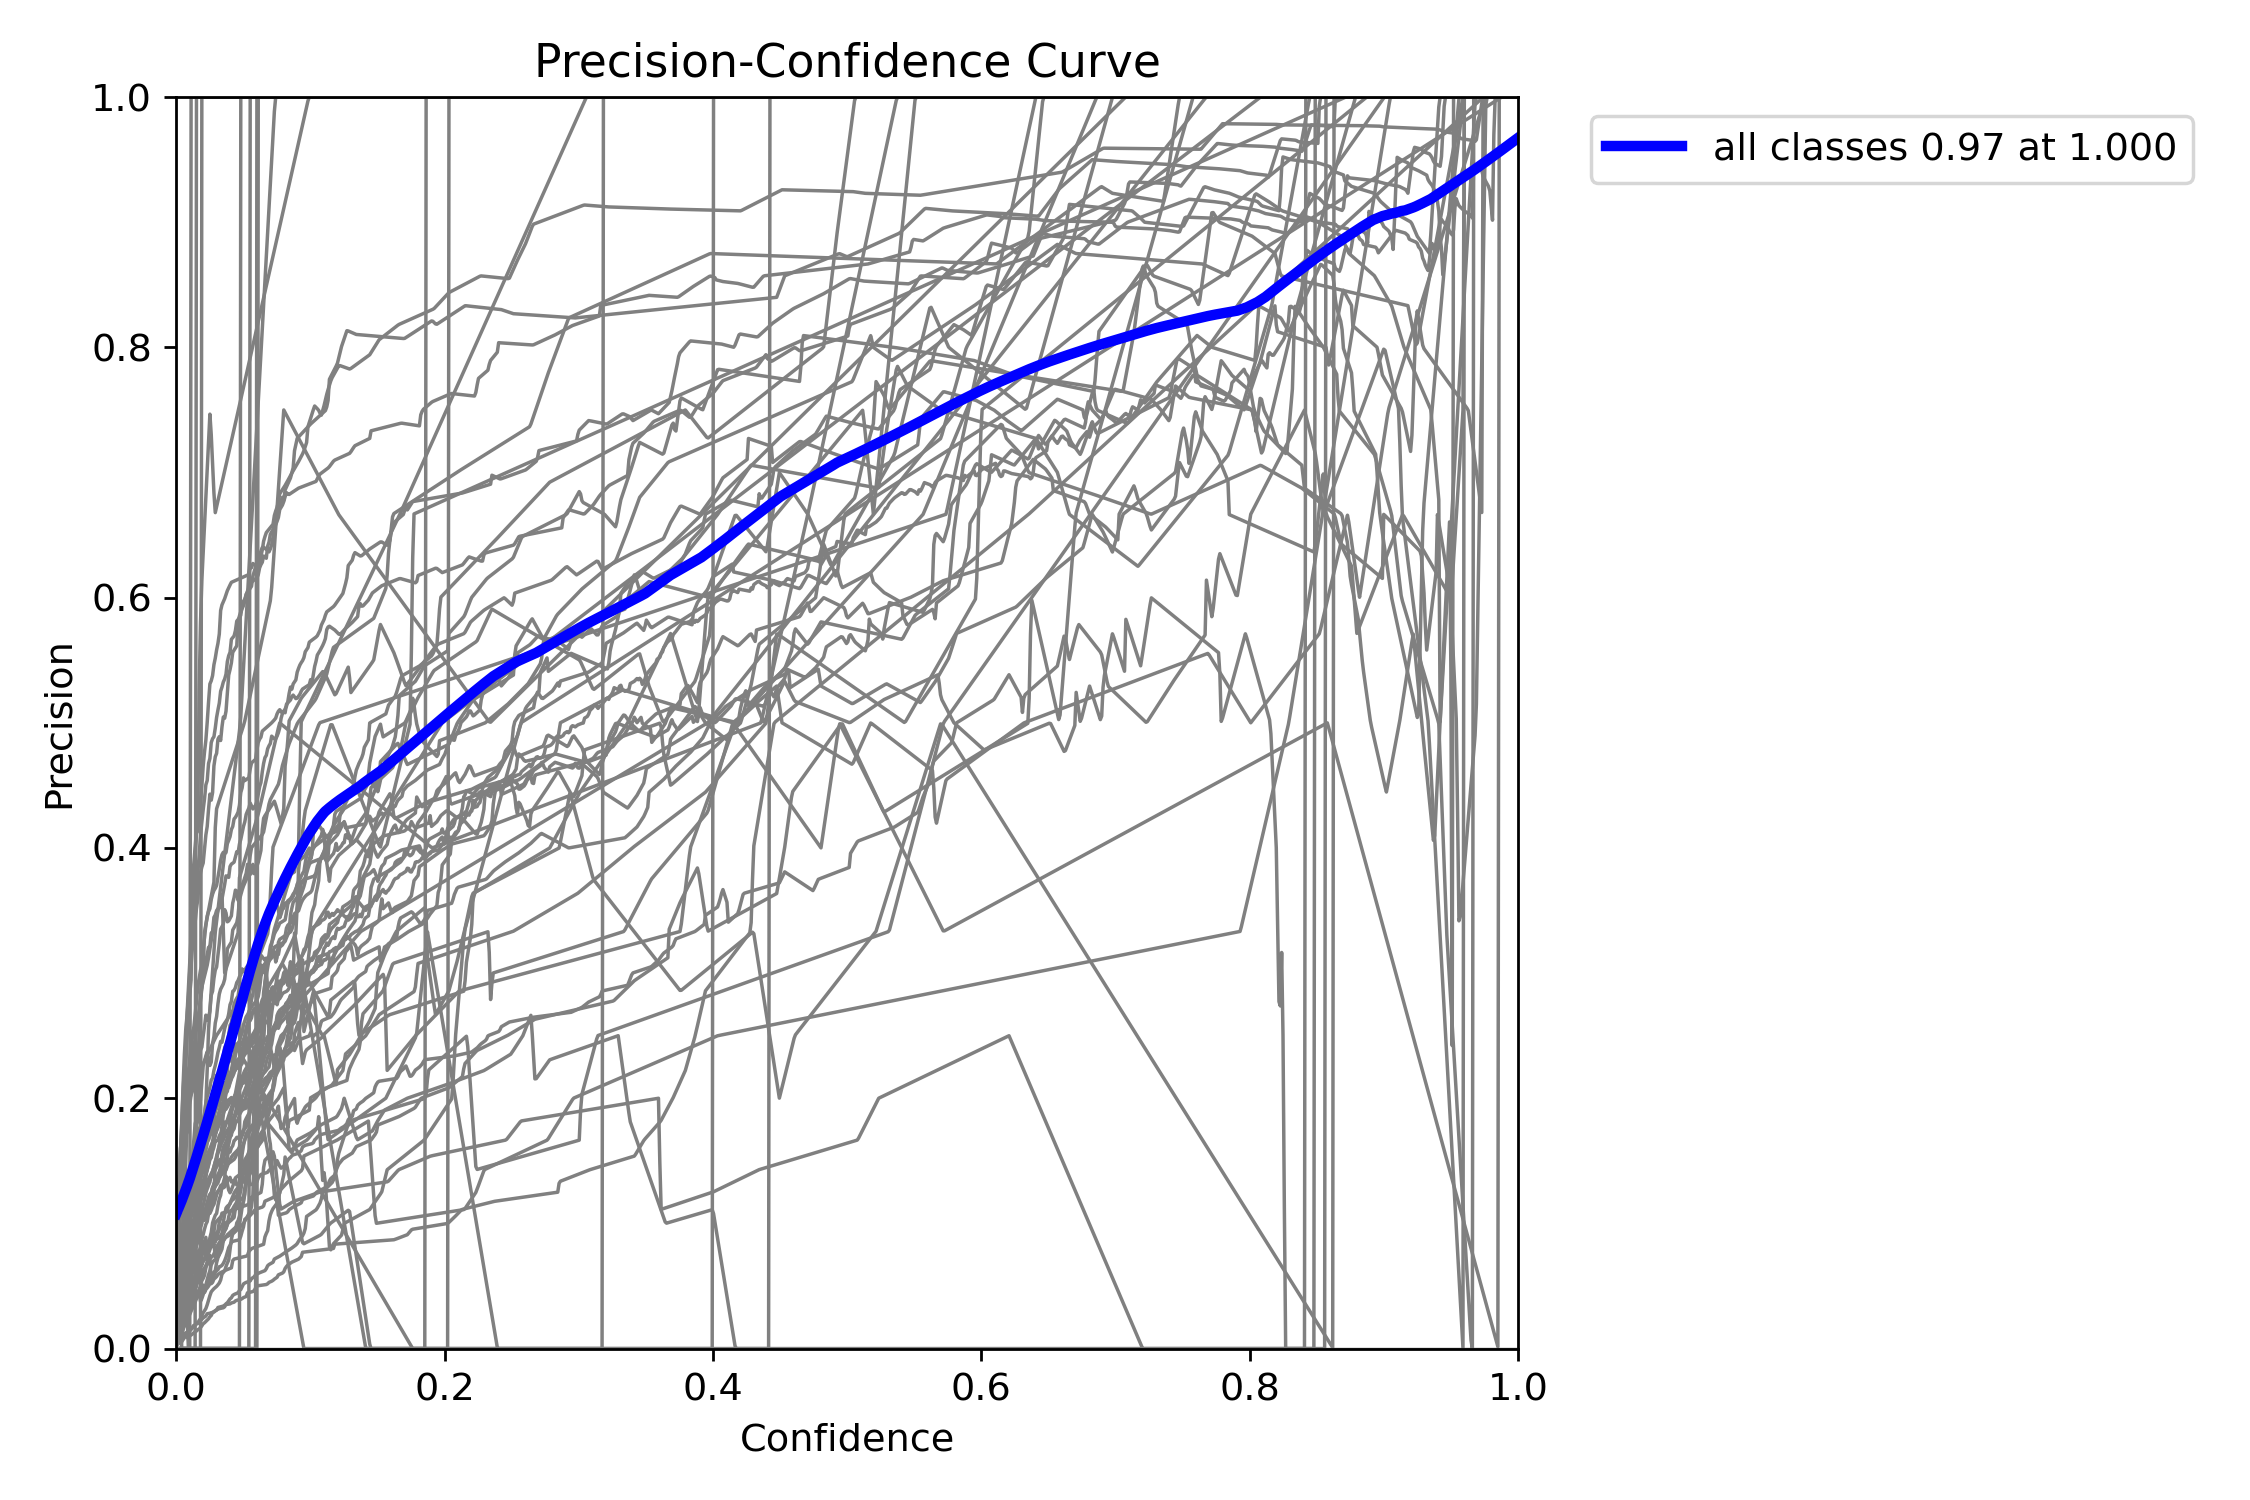 Precision-Confidence Curve
all classes 0.97 at 1.000
Precision
1.0
0.8
0.6
0.4
0.2
0.0
0.0 0.2 0.4 0.6 0.8 1.0
Confidence